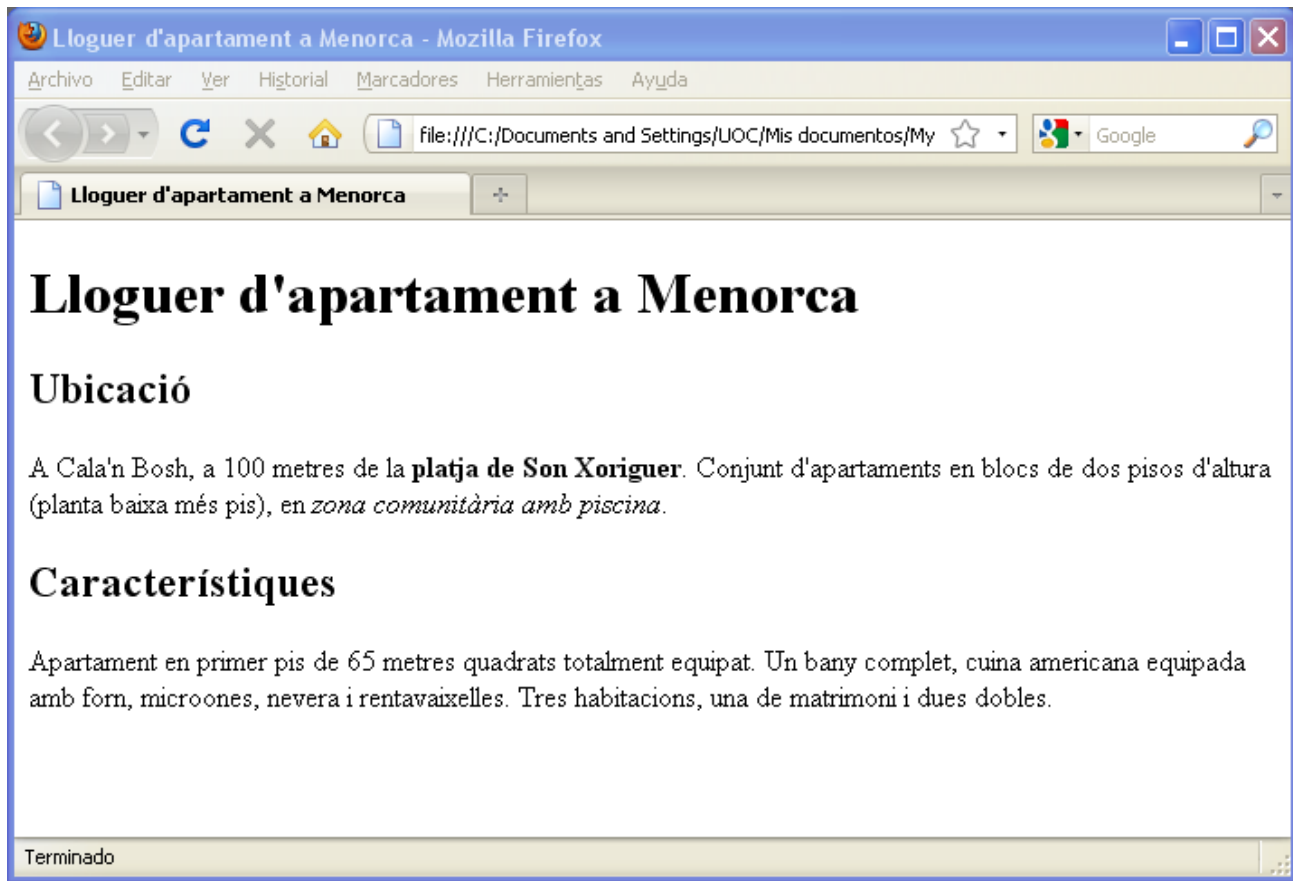 Lloguer d'apartament a Menorca - Mozilla Firefox
Archivo Editar Ver Historial Marcadores Herramientas Ayuda
file:///C:/Documents and Settings/UOC/Mis documentos/My Google
Lloguer d'apartament a Menorca
Lloguer d'apartament a Menorca
Ubicació
A Cala'n Bosh, a 100 metres de la platja de Son Xoriguer. Conjunt d'apartaments en blocs de dos pisos d'altura
(planta baixa més pis), en zona comunitària amb piscina.
Característiques
Apartament en primer pis de 65 metres quadrats totalment equipat. Un bany complet, cuina americana equipada
amb forn, microones, nevera i rentavaixelles. Tres habitacions, una de matrimoni i dues dobles.
Terminado